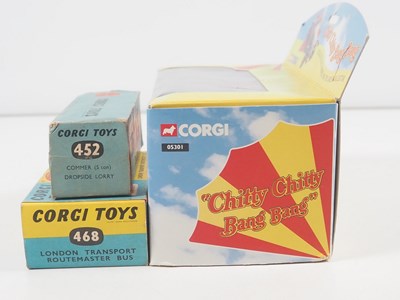 CORGI TOYS
452
COMMER (5 ton)
DROPSIDE LORRY
CORGI TOYS
468
LONDON TRANSPORT
ROUTEMASTER BUS
CORGI
05301
"Chitty Chitty
Bang Bang"